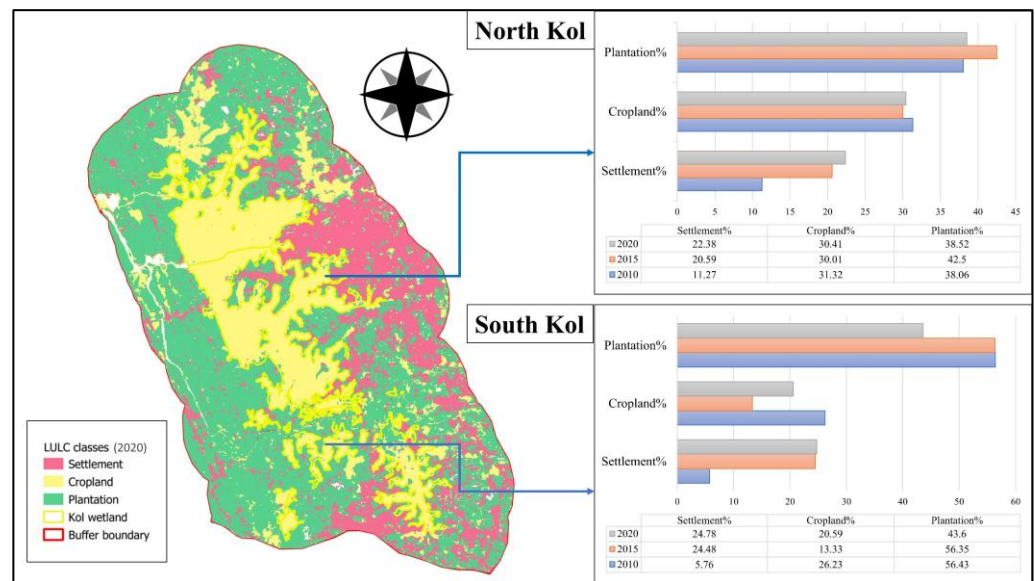 North Kol
Plantation%
Cropland%
Settlement%
0 5 10 15 20 25 30 35 40 45
Settlement% Cropland% Plantation%
2020 22.38 30.41 38.52
2015 20.59 30.01 42.5
2010 11.27 31.32 38.06
South Kol
Plantation%
Cropland%
Settlement%
0 10 20 30 40 50 60
Settlement% Cropland% Plantation%
2020 24.78 20.59 43.6
2015 24.48 13.33 56.35
2010 5.76 26.23 56.43
LULC classes (2020)
Settlement
Cropland
Plantation
Kol wetland
Buffer boundary